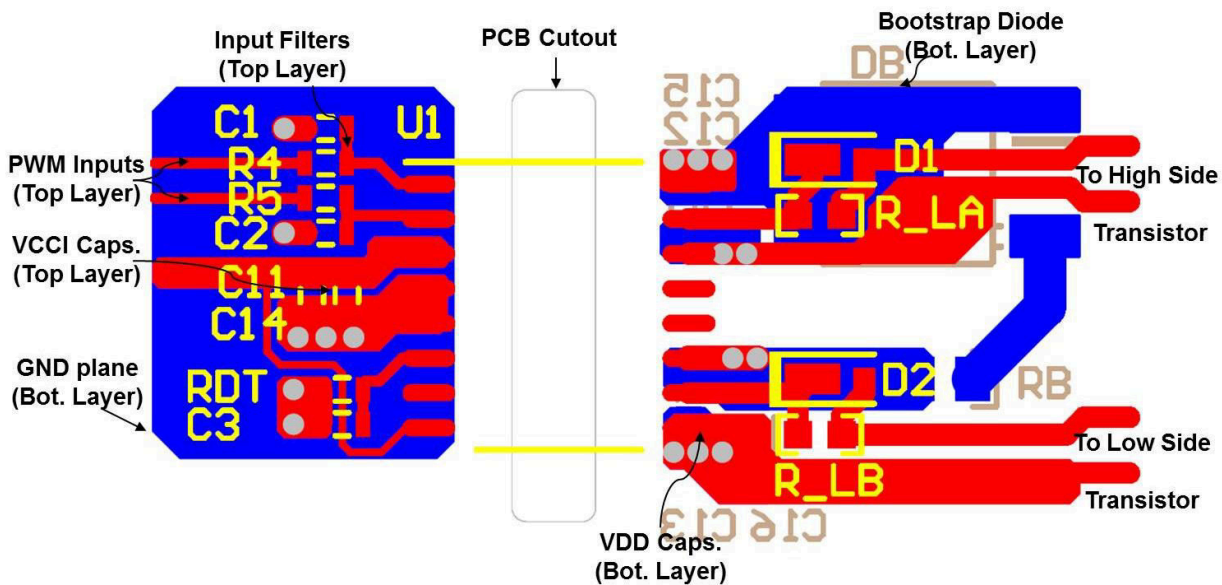 Input Filters
(Top Layer)
PCB Cutout
Bootstrap Diode
(Bot. Layer)
DB
C15
C12
C1
U1
PWM Inputs
(Top Layer)
R4
R5
C2
D1
R_LA
To High Side
Transistor
VCCI Caps.
(Top Layer)
C11
C14
GND plane
(Bot. Layer)
RDT
C3
D2
RB
R_LB
To Low Side
Transistor
C13
C16
VDD Caps.
(Bot. Layer)